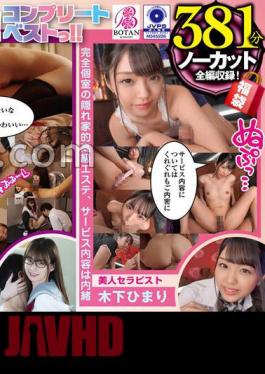 コンプリート
ベストっ!!
BOTAN
JVPS
381分
ノーカット
全編収録!
福袋
ぬぷっ…
完全個室の隠れ家的
エステ、サービス内容は内緒
サービス内容に
ついては
くれぐれもご内密に
美人セラピスト
木下ひまり
JAVHD